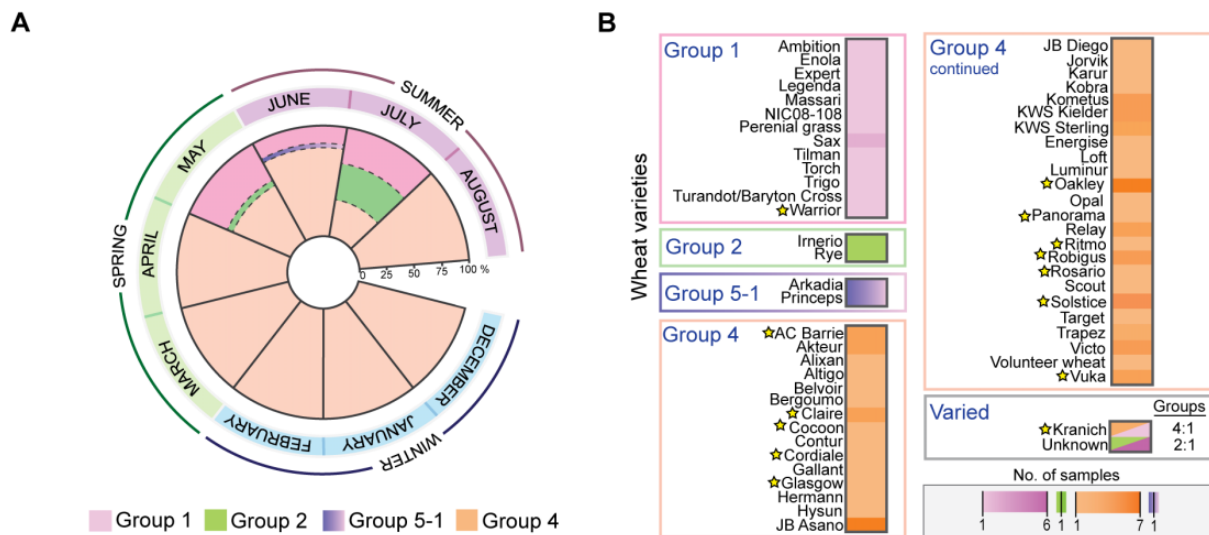 A
SPRING
SUMMER
WINTER
MARCH
APRIL
MAY
JUNE
JULY
AUGUST
DECEMBER
JANUARY
FEBRUARY
0 25 50 75 100 %
Group 1
Group 2
Group 5-1
Group 4
B
Wheat varieties
Group 1
Ambition
Enola
Expert
Legenda
Massari
NIC08-108
Perenial grass
Sax
Tilman
Torch
Trigo
Turandot/Baryton Cross
Warrior
Group 2
Irnerio
Rye
Group 5-1
Arkadia
Princeps
Group 4
AC Barrie
Akteur
Alixan
Altigo
Belvoir
Bergoumo
Claire
Cocoon
Contur
Cordiale
Gallant
Glasgow
Hermann
Hysun
JB Asano
Group 4
continued
JB Diego
Jorvik
Karur
Kobra
Kometus
KWS Kielder
KWS Sterling
Energise
Loft
Luminur
Oakley
Opal
Panorama
Relay
Ritmo
Robigus
Rosario
Scout
Solstice
Target
Trapez
Victo
Volunteer wheat
Vuka
Varied
Groups
Kranich 4:1
Unknown 2:1
No. of samples
1 6 1 1 7 1